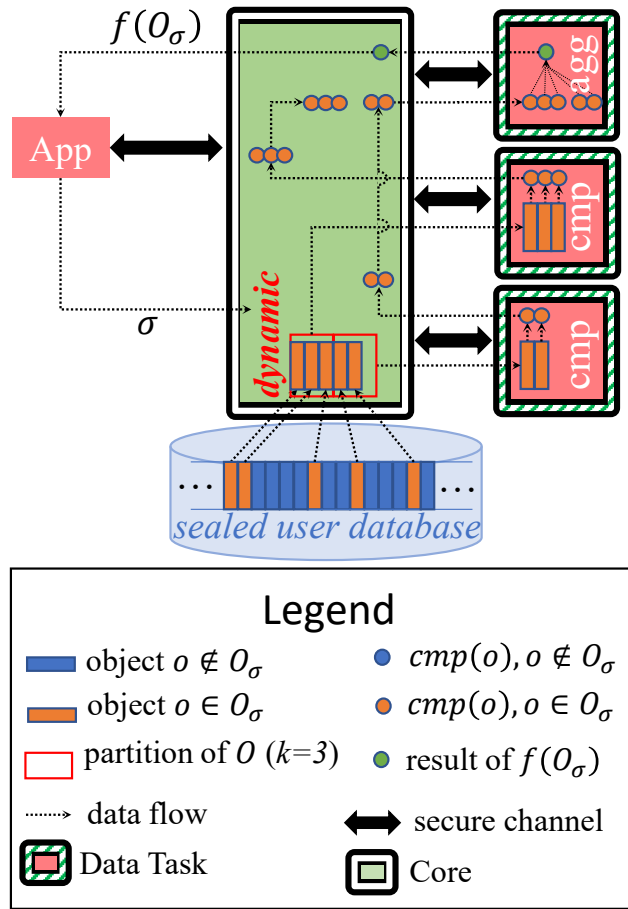 f(O_σ)
agg
App
cmp
σ
dynamic
cmp
... ...
sealed user database
Legend
object o ∉ O_σ
cmp(o), o ∉ O_σ
object o ∈ O_σ
cmp(o), o ∈ O_σ
partition of O (k=3)
result of f(O_σ)
data flow
secure channel
Data Task
Core